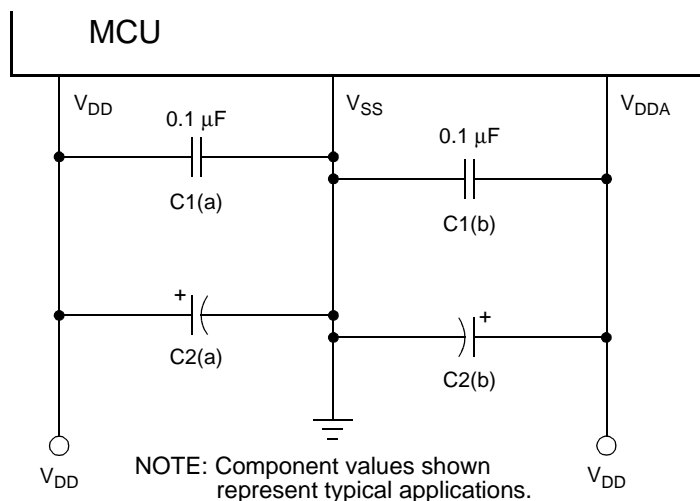 MCU
VDD
VSS
VDDA
0.1 μF
0.1 μF
C1(a)
C1(b)
+
+
C2(a)
C2(b)
VDD
NOTE: Component values shown
represent typical applications.
VDD